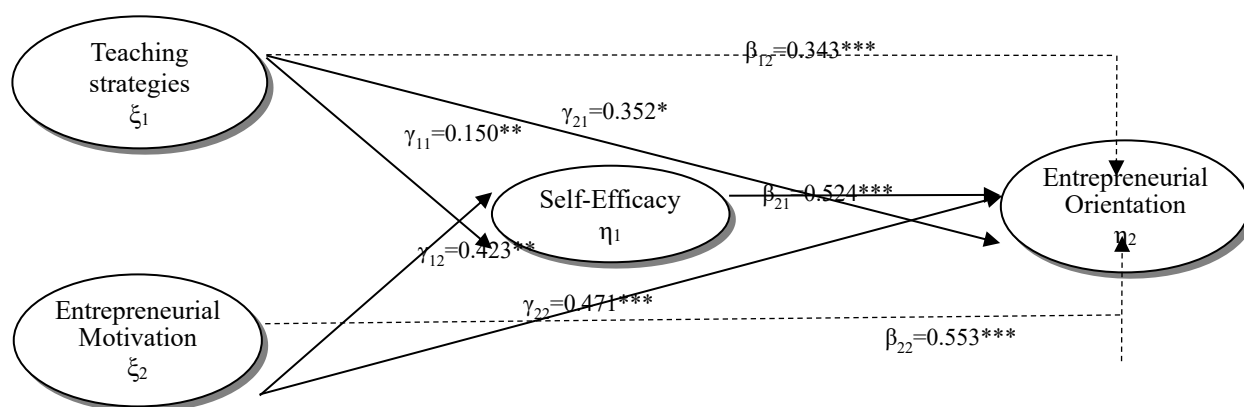 Teaching
strategies
ξ1
β12=0.343***
γ21=0.352*
γ11=0.150**
Self-Efficacy
η1
β21=0.524***
Entrepreneurial
Orientation
η2
γ12=0.423**
Entrepreneurial
Motivation
ξ2
γ22=0.471***
β22=0.553***